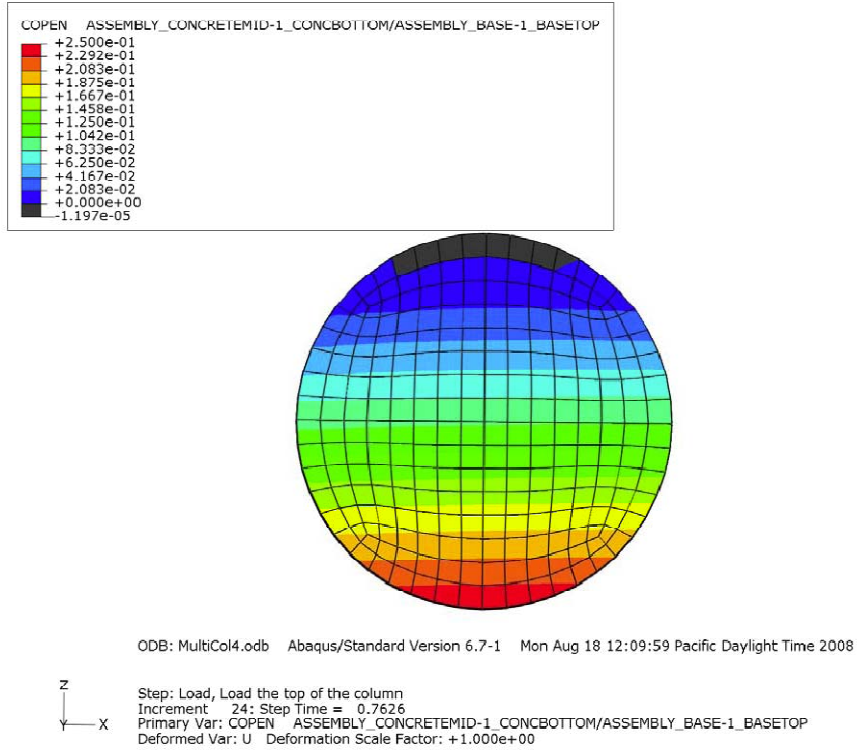 COPEN ASSEMBLY_CONCRETEMID-1_CONCBOTTOM/ASSEMBLY_BASE-1_BASETOP
+2.500e-01
+2.292e-01
+2.083e-01
+1.875e-01
+1.667e-01
+1.458e-01
+1.250e-01
+1.042e-01
+8.333e-02
+6.250e-02
+4.167e-02
+2.083e-02
+0.000e+00
-1.197e-05
ODB: MultiCol4.odb Abaqus/Standard Version 6.7-1 Mon Aug 18 12:09:59 Pacific Daylight Time 2008
Z
Y X
Step: Load, Load the top of the column
Increment 24: Step Time = 0.7626
Primary Var: COPEN ASSEMBLY_CONCRETEMID-1_CONCBOTTOM/ASSEMBLY_BASE-1_BASETOP
Deformed Var: U Deformation Scale Factor: +1.000e+00